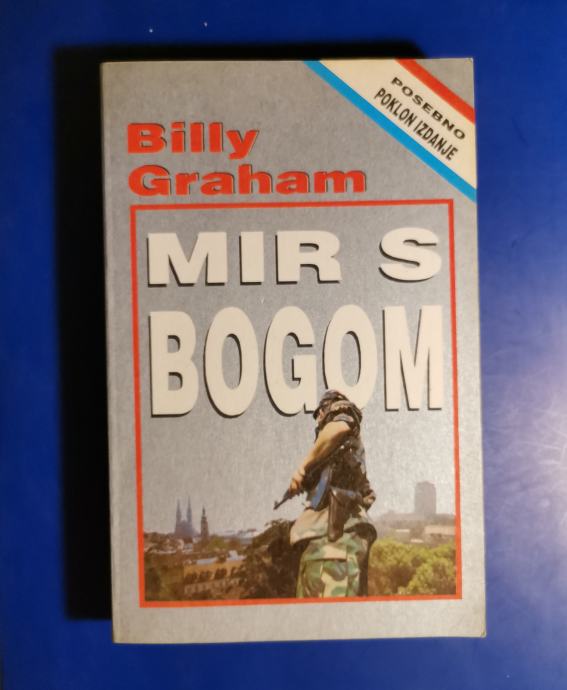 POSEBNO
POKLON IZDANJE
Billy
Graham
MIR S
BOGOM